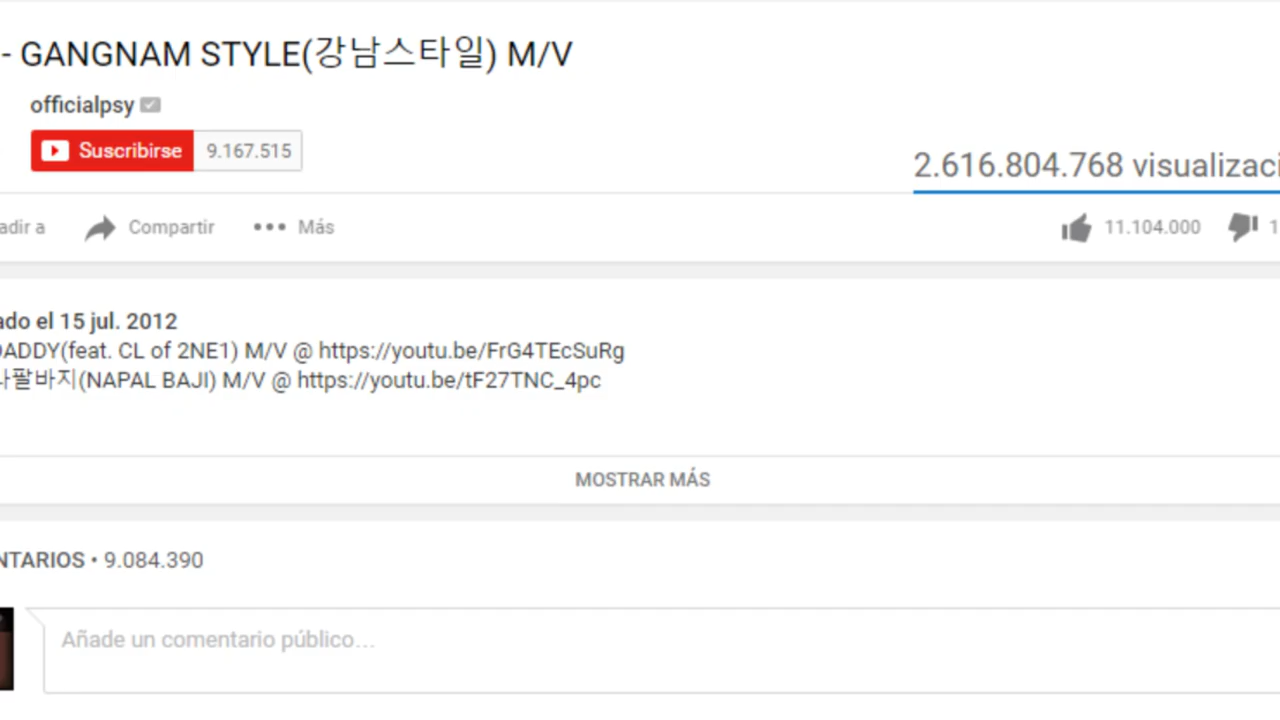 - GANGNAM STYLE(강남스타일) M/V
officialpsy
Suscribirse 9.167.515
2.616.804.768 visualizaci
adir a Compartir Más 11.104.000 1
ado el 15 jul. 2012
DADDY(feat. CL of 2NE1) M/V @ https://youtu.be/FrG4TEcSuRg
나팔바지(NAPAL BAJI) M/V @ https://youtu.be/tF27TNC_4pc
MOSTRAR MÁS
NTARIOS • 9.084.390
Añade un comentario público...